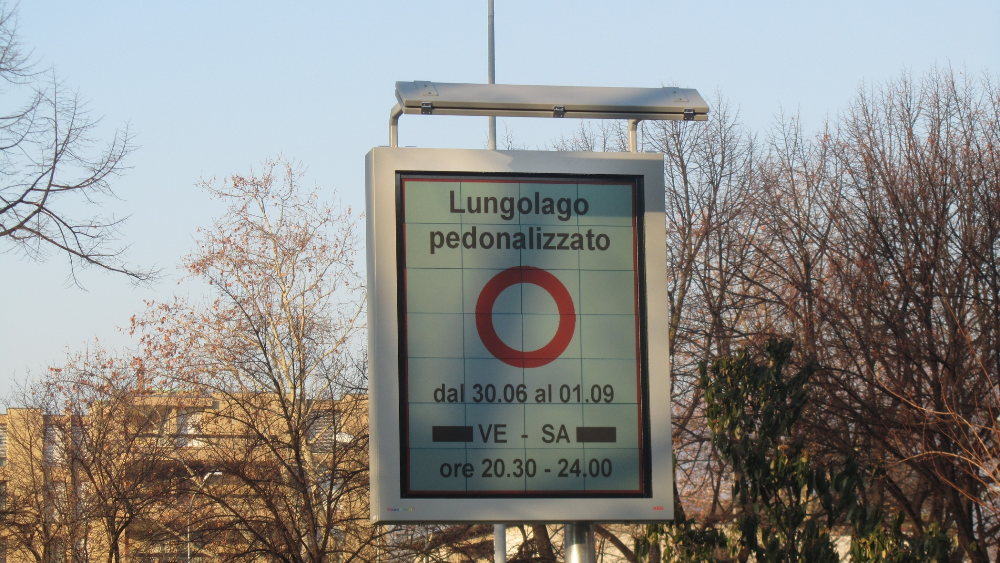 Lungolago
pedonalizzato
dal 30.06 al 01.09
VE - SA
ore 20.30 - 24.00
AEG